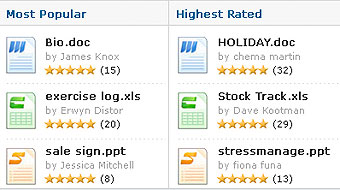 Most Popular
Bio.doc
by James Knox
(15)
exercise log.xls
by Erwyn Distor
(20)
sale sign.ppt
by Jessica Mitchell
(8)
Highest Rated
HOLIDAY.doc
by chema martin
(32)
Stock Track.xls
by Dave Kootman
(29)
stressmanage.ppt
by fiona funa
(13)